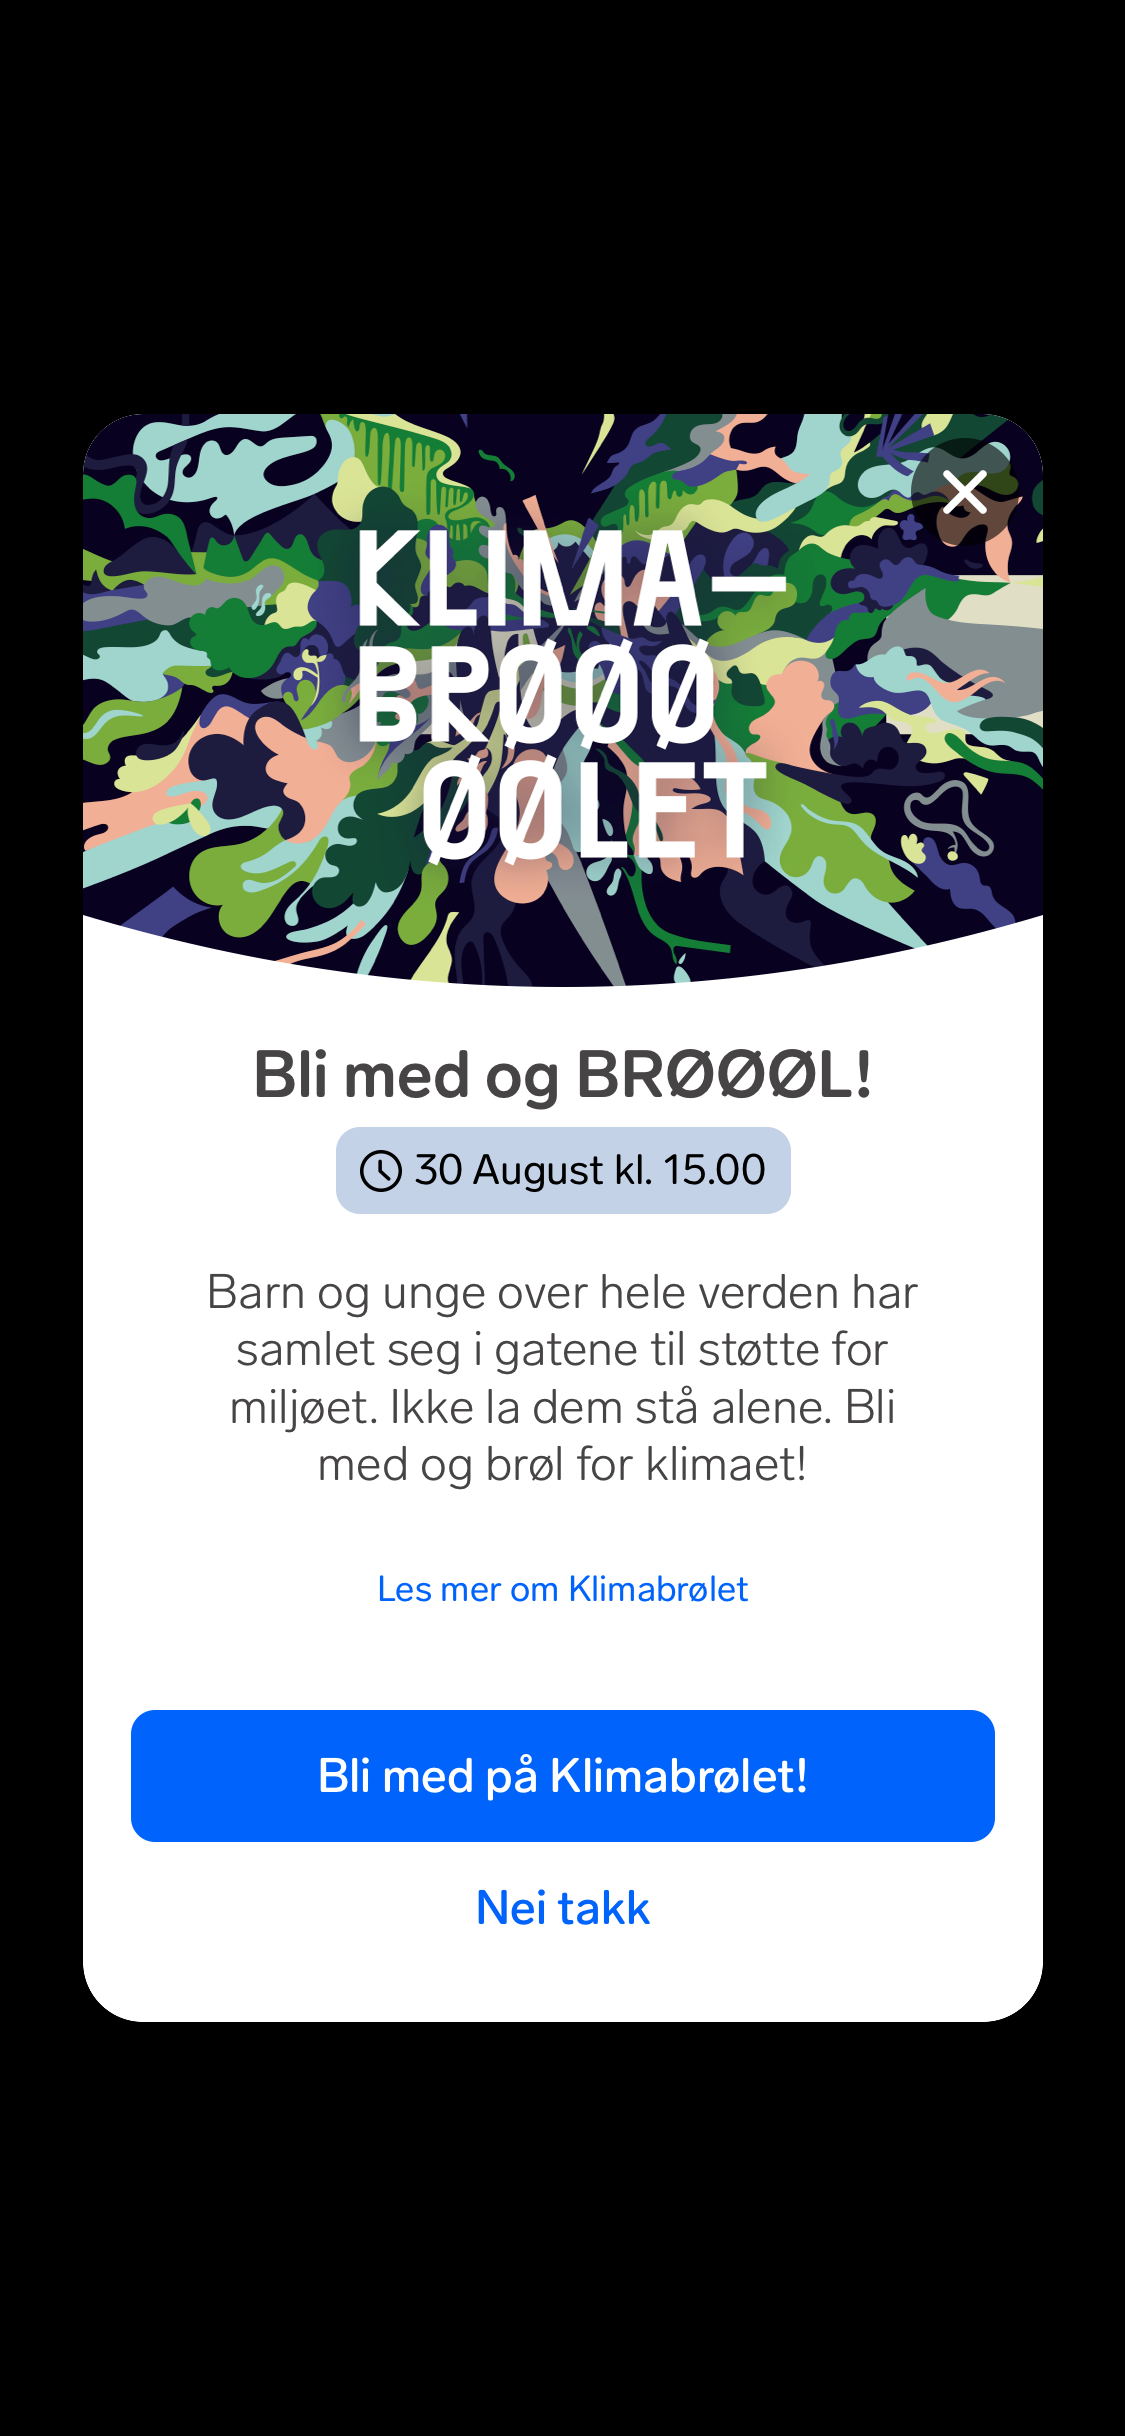 KLIMA–
BRØØØ
ØØLET
Bli med og BRØØØL!
30 August kl. 15.00
Barn og unge over hele verden har
samlet seg i gatene til støtte for
miljøet. Ikke la dem stå alene. Bli
med og brøl for klimaet!
Les mer om Klimabrølet
Bli med på Klimabrølet!
Nei takk